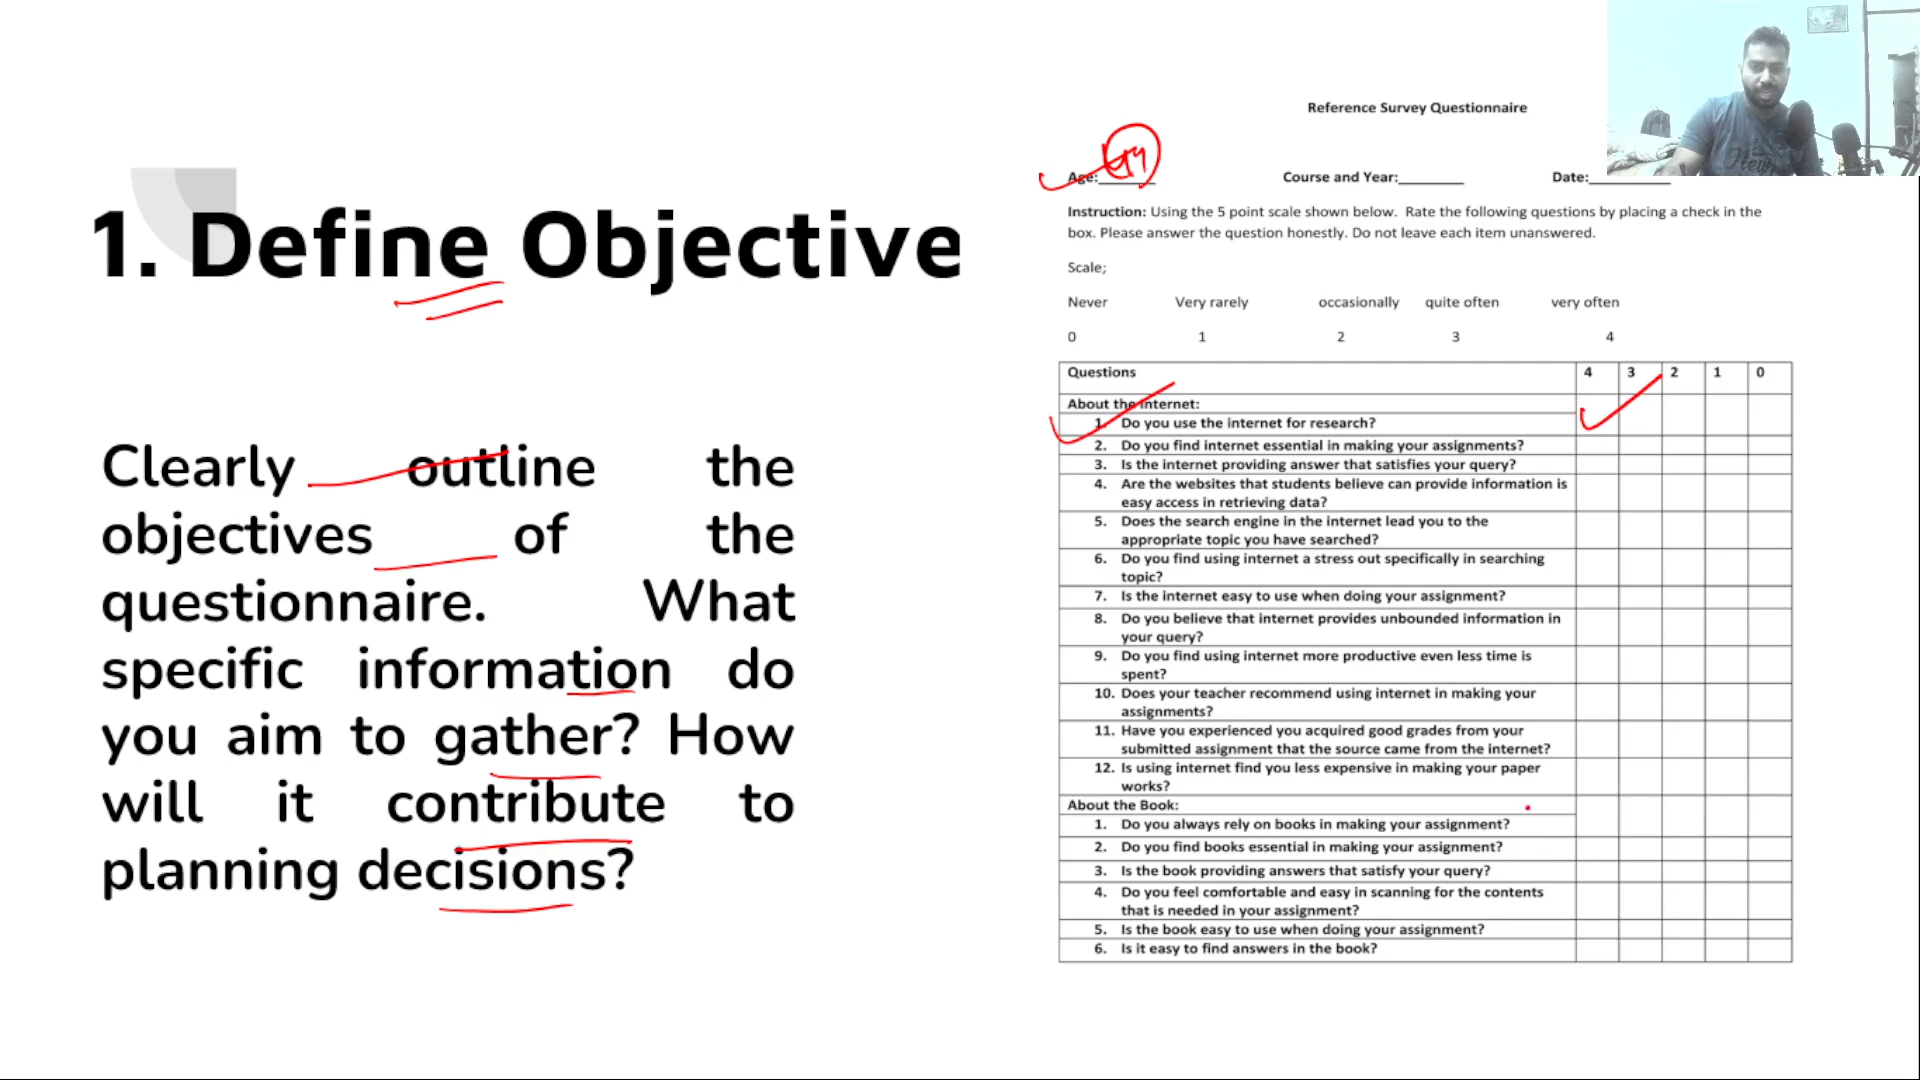 1. Define Objective
Clearly outline the
objectives of the
questionnaire. What
specific information do
you aim to gather? How
will it contribute to
planning decisions?
Reference Survey Questionnaire
Age:_______ Course and Year:________ Date:__________
Instruction: Using the 5 point scale shown below. Rate the following questions by placing a check in the
box. Please answer the question honestly. Do not leave each item unanswered.
Scale;
Never Very rarely occasionally quite often very often
0 1 2 3 4
Questions 4 3 2 1 0
About the internet:
1. Do you use the internet for research?
2. Do you find internet essential in making your assignments?
3. Is the internet providing answer that satisfies your query?
4. Are the websites that students believe can provide information is
easy access in retrieving data?
5. Does the search engine in the internet lead you to the
appropriate topic you have searched?
6. Do you find using internet a stress out specifically in searching
topic?
7. Is the internet easy to use when doing your assignment?
8. Do you believe that internet provides unbounded information in
your query?
9. Do you find using internet more productive even less time is
spent?
10. Does your teacher recommend using internet in making your
assignments?
11. Have you experienced you acquired good grades from your
submitted assignment that the source came from the internet?
12. Is using internet find you less expensive in making your paper
works?
About the Book:
1. Do you always rely on books in making your assignment?
2. Do you find books essential in making your assignment?
3. Is the book providing answers that satisfy your query?
4. Do you feel comfortable and easy in scanning for the contents
that is needed in your assignment?
5. Is the book easy to use when doing your assignment?
6. Is it easy to find answers in the book?